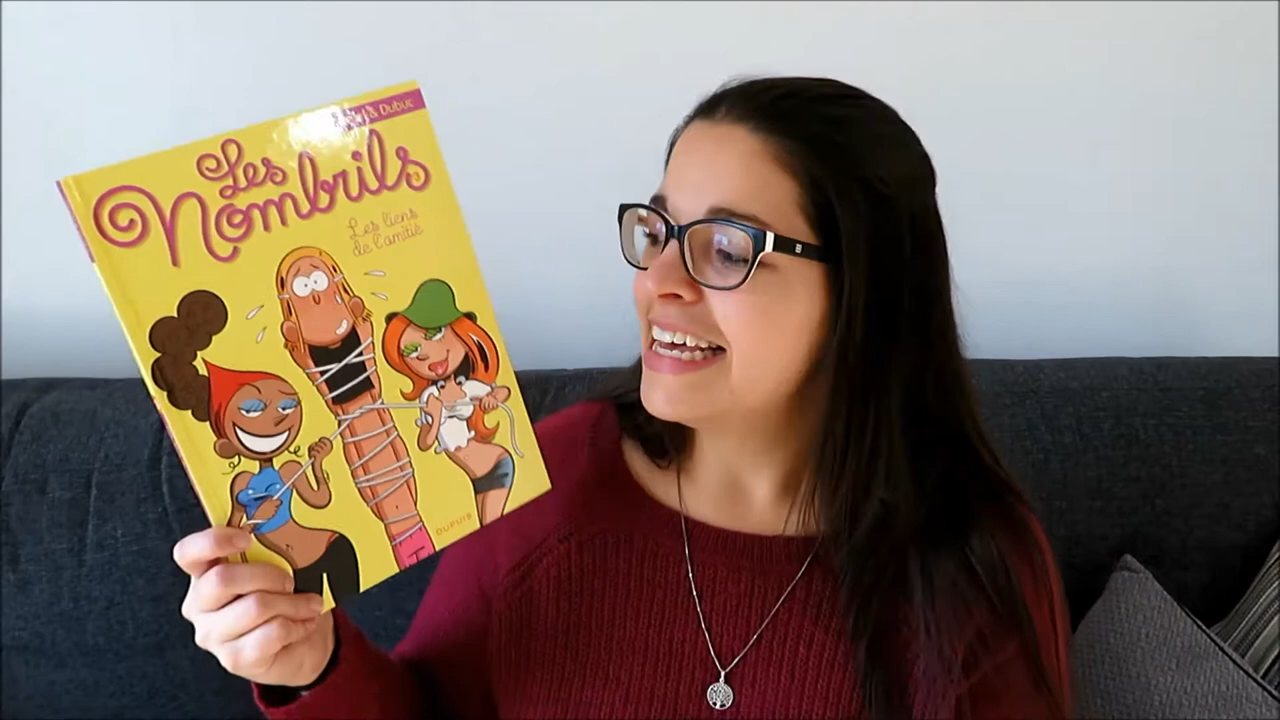 & Dubuc
Les
Nombrils
Les liens
de l'amitié
DUPUIS